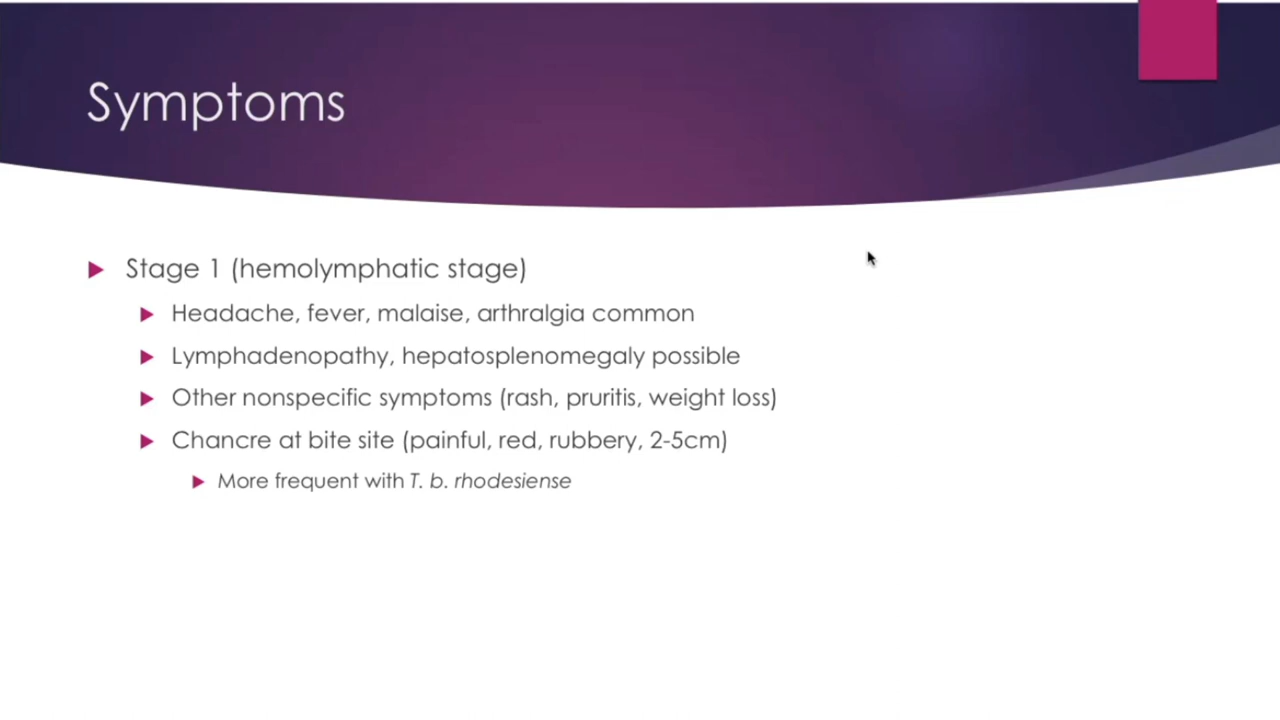 Symptoms
Stage 1 (hemolymphatic stage)
Headache, fever, malaise, arthralgia common
Lymphadenopathy, hepatosplenomegaly possible
Other nonspecific symptoms (rash, pruritis, weight loss)
Chancre at bite site (painful, red, rubbery, 2-5cm)
More frequent with T. b. rhodesiense